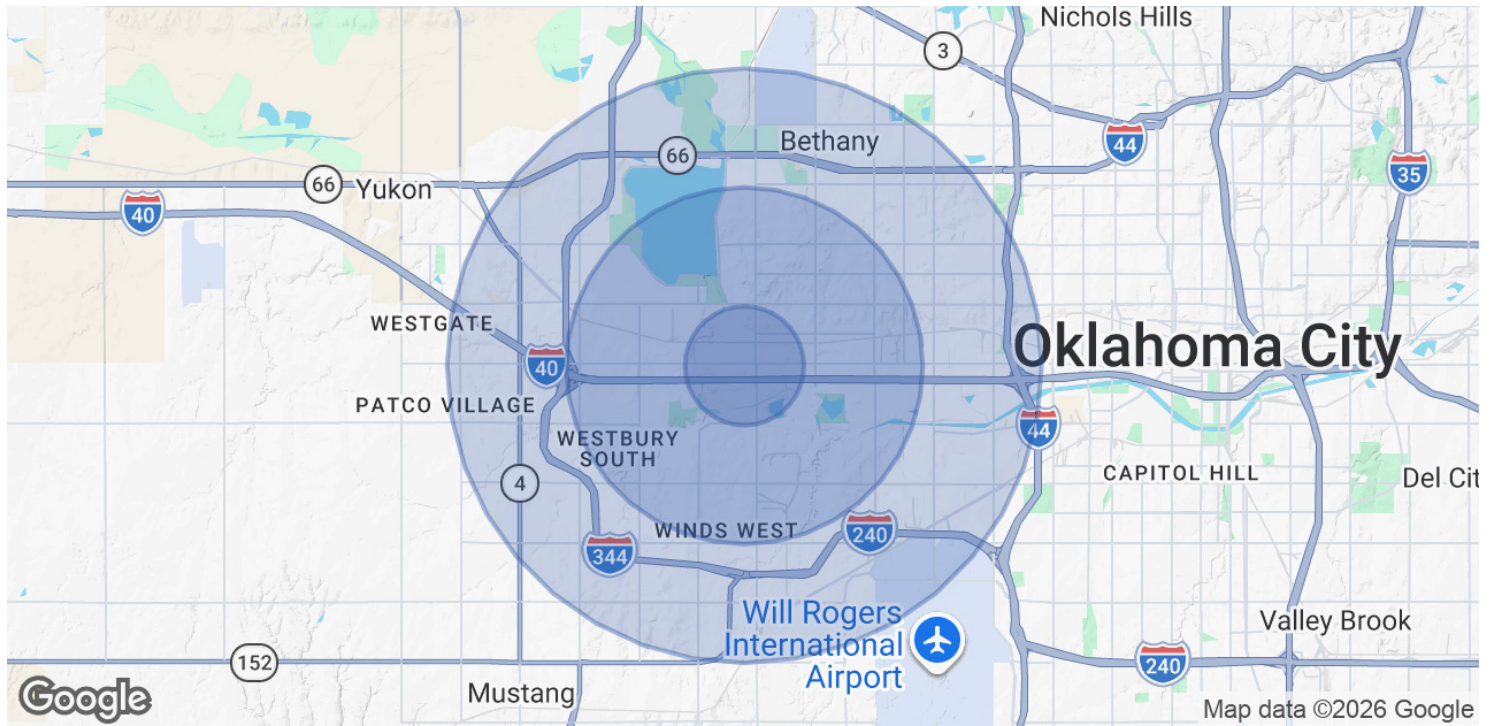 Nichols Hills
3
Bethany
44
66
35
66
Yukon
40
WESTGATE
Oklahoma City
40
PATCO VILLAGE
44
WESTBURY
SOUTH
CAPITOL HILL
Del Cit
4
WINDS WEST
240
344
Will Rogers
International
Airport
Valley Brook
152
240
Mustang
Google
Map data ©2026 Google